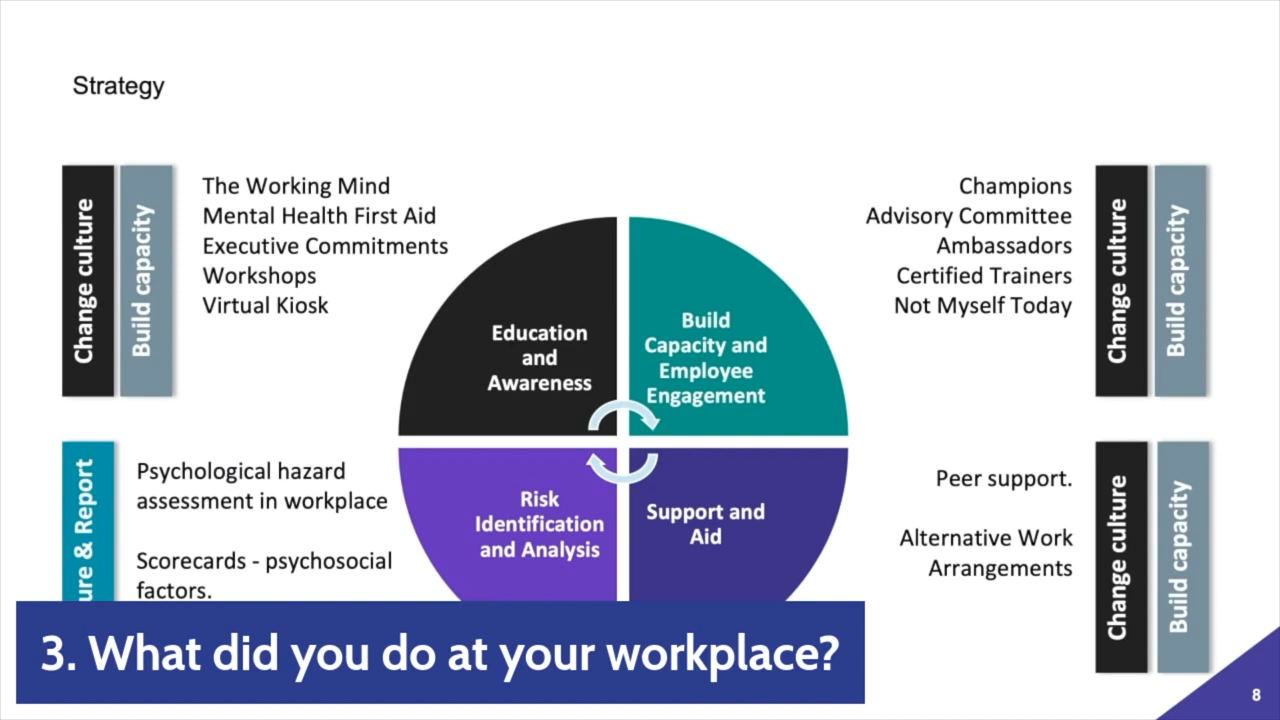 Strategy
Change culture
Build capacity
The Working Mind
Mental Health First Aid
Executive Commitments
Workshops
Virtual Kiosk
Education
and
Awareness
Build
Capacity and
Employee
Engagement
Champions
Advisory Committee
Ambassadors
Certified Trainers
Not Myself Today
Change culture
Build capacity
ure & Report
Psychological hazard
assessment in workplace
Scorecards - psychosocial
factors.
Risk
Identification
and Analysis
Support and
Aid
Peer support.
Alternative Work
Arrangements
Change culture
Build capacity
3. What did you do at your workplace?
8